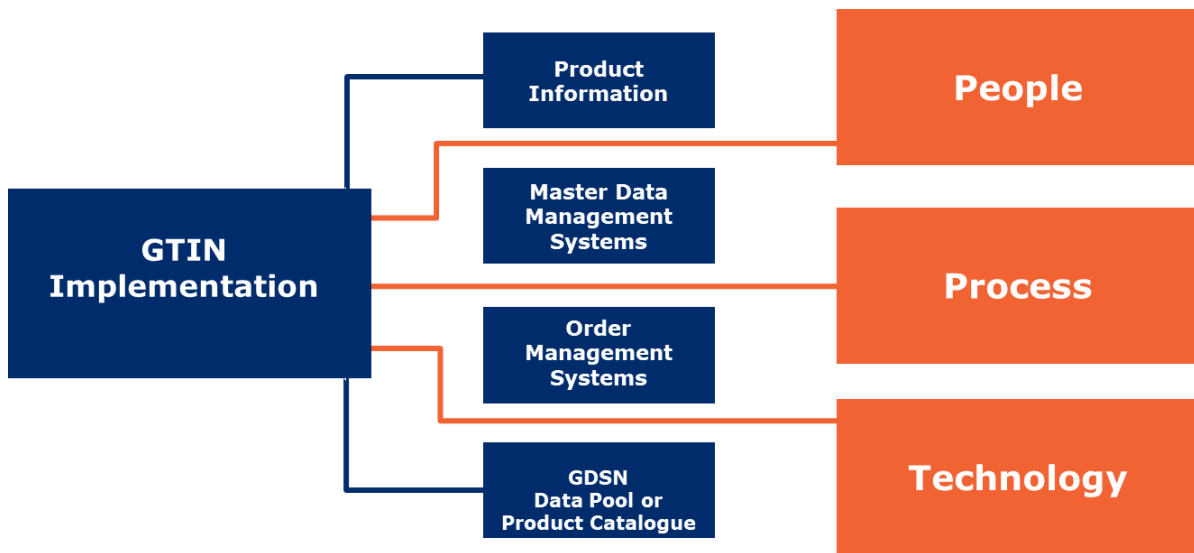 GTIN
Implementation
Product
Information
Master Data
Management
Systems
Order
Management
Systems
GDSN
Data Pool or
Product Catalogue
People
Process
Technology